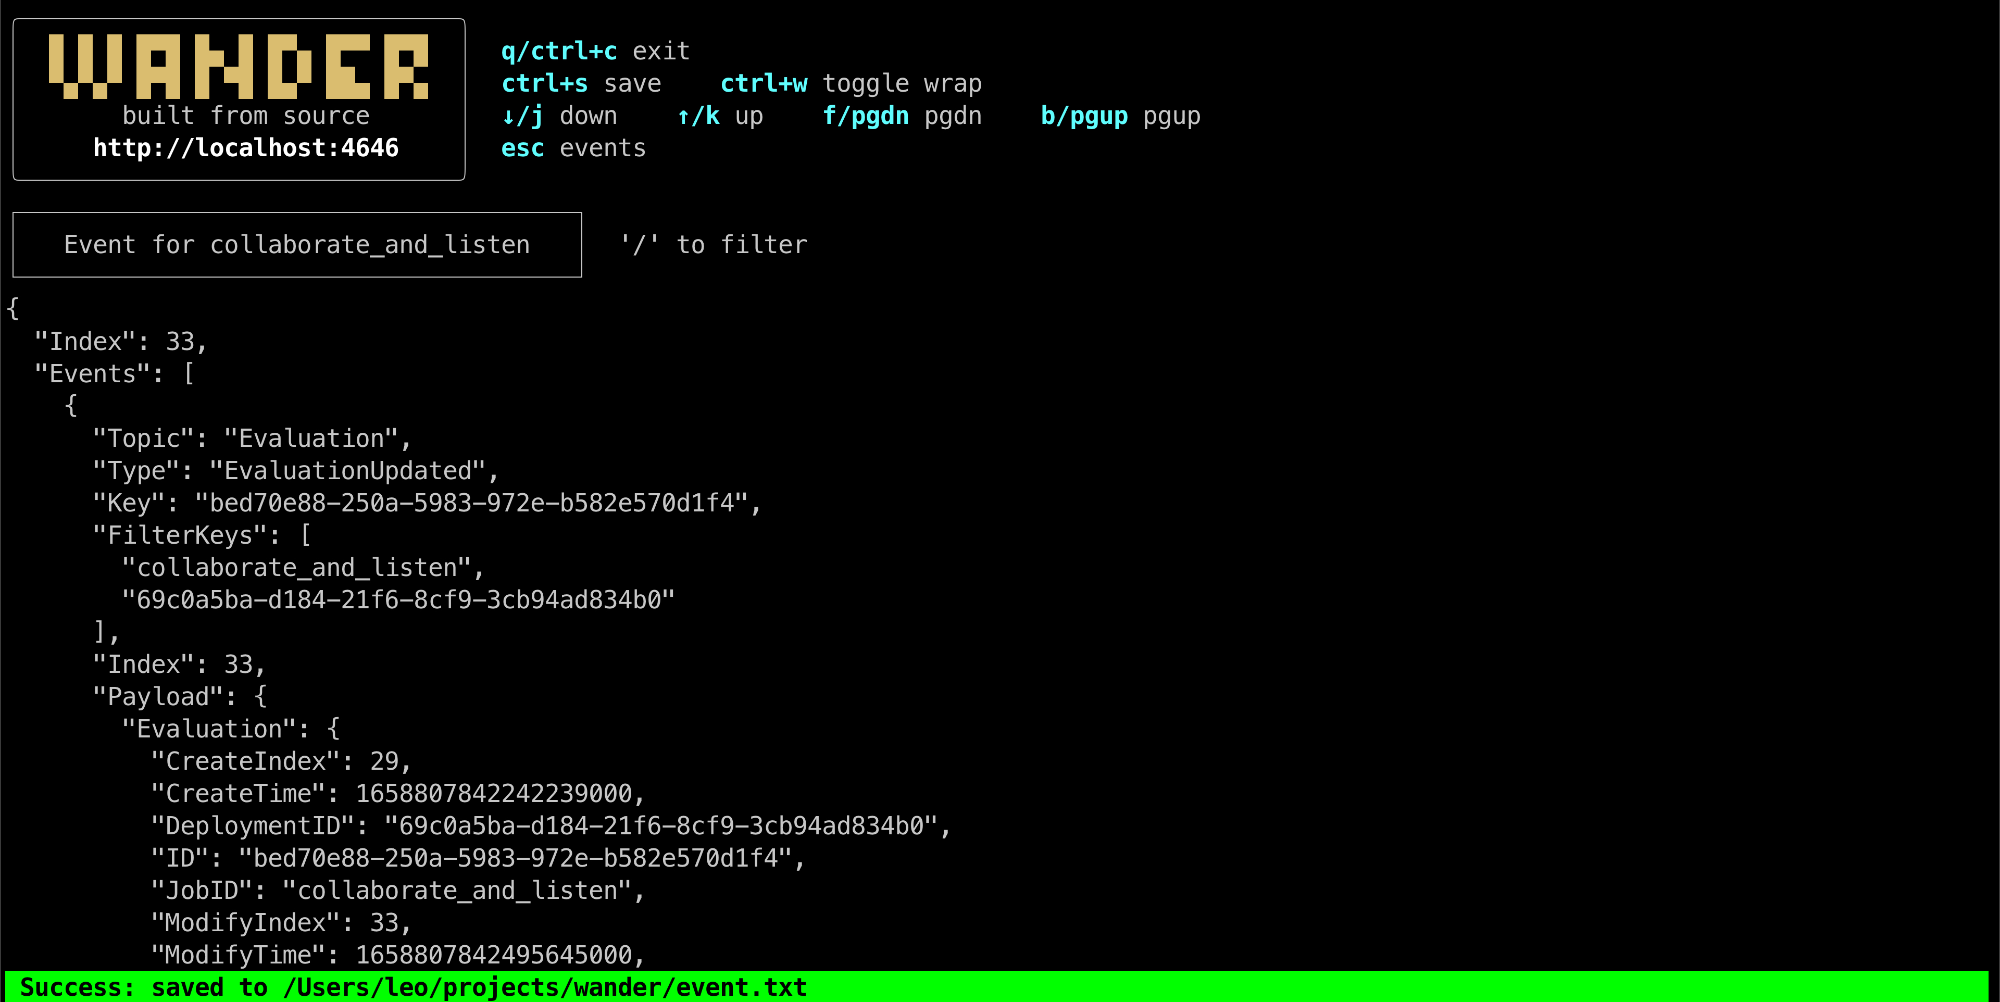 WANDER
built from source
http://localhost:4646
q/ctrl+c exit
ctrl+s save    ctrl+w toggle wrap
↓/j down    ↑/k up    f/pgdn pgdn    b/pgup pgup
esc events
Event for collaborate_and_listen    '/' to filter
{
  "Index": 33,
  "Events": [
    {
      "Topic": "Evaluation",
      "Type": "EvaluationUpdated",
      "Key": "bed70e88-250a-5983-972e-b582e570d1f4",
      "FilterKeys": [
        "collaborate_and_listen",
        "69c0a5ba-d184-21f6-8cf9-3cb94ad834b0"
      ],
      "Index": 33,
      "Payload": {
        "Evaluation": {
          "CreateIndex": 29,
          "CreateTime": 1658807842242239000,
          "DeploymentID": "69c0a5ba-d184-21f6-8cf9-3cb94ad834b0",
          "ID": "bed70e88-250a-5983-972e-b582e570d1f4",
          "JobID": "collaborate_and_listen",
          "ModifyIndex": 33,
          "ModifyTime": 1658807842495645000,
Success: saved to /Users/leo/projects/wander/event.txt